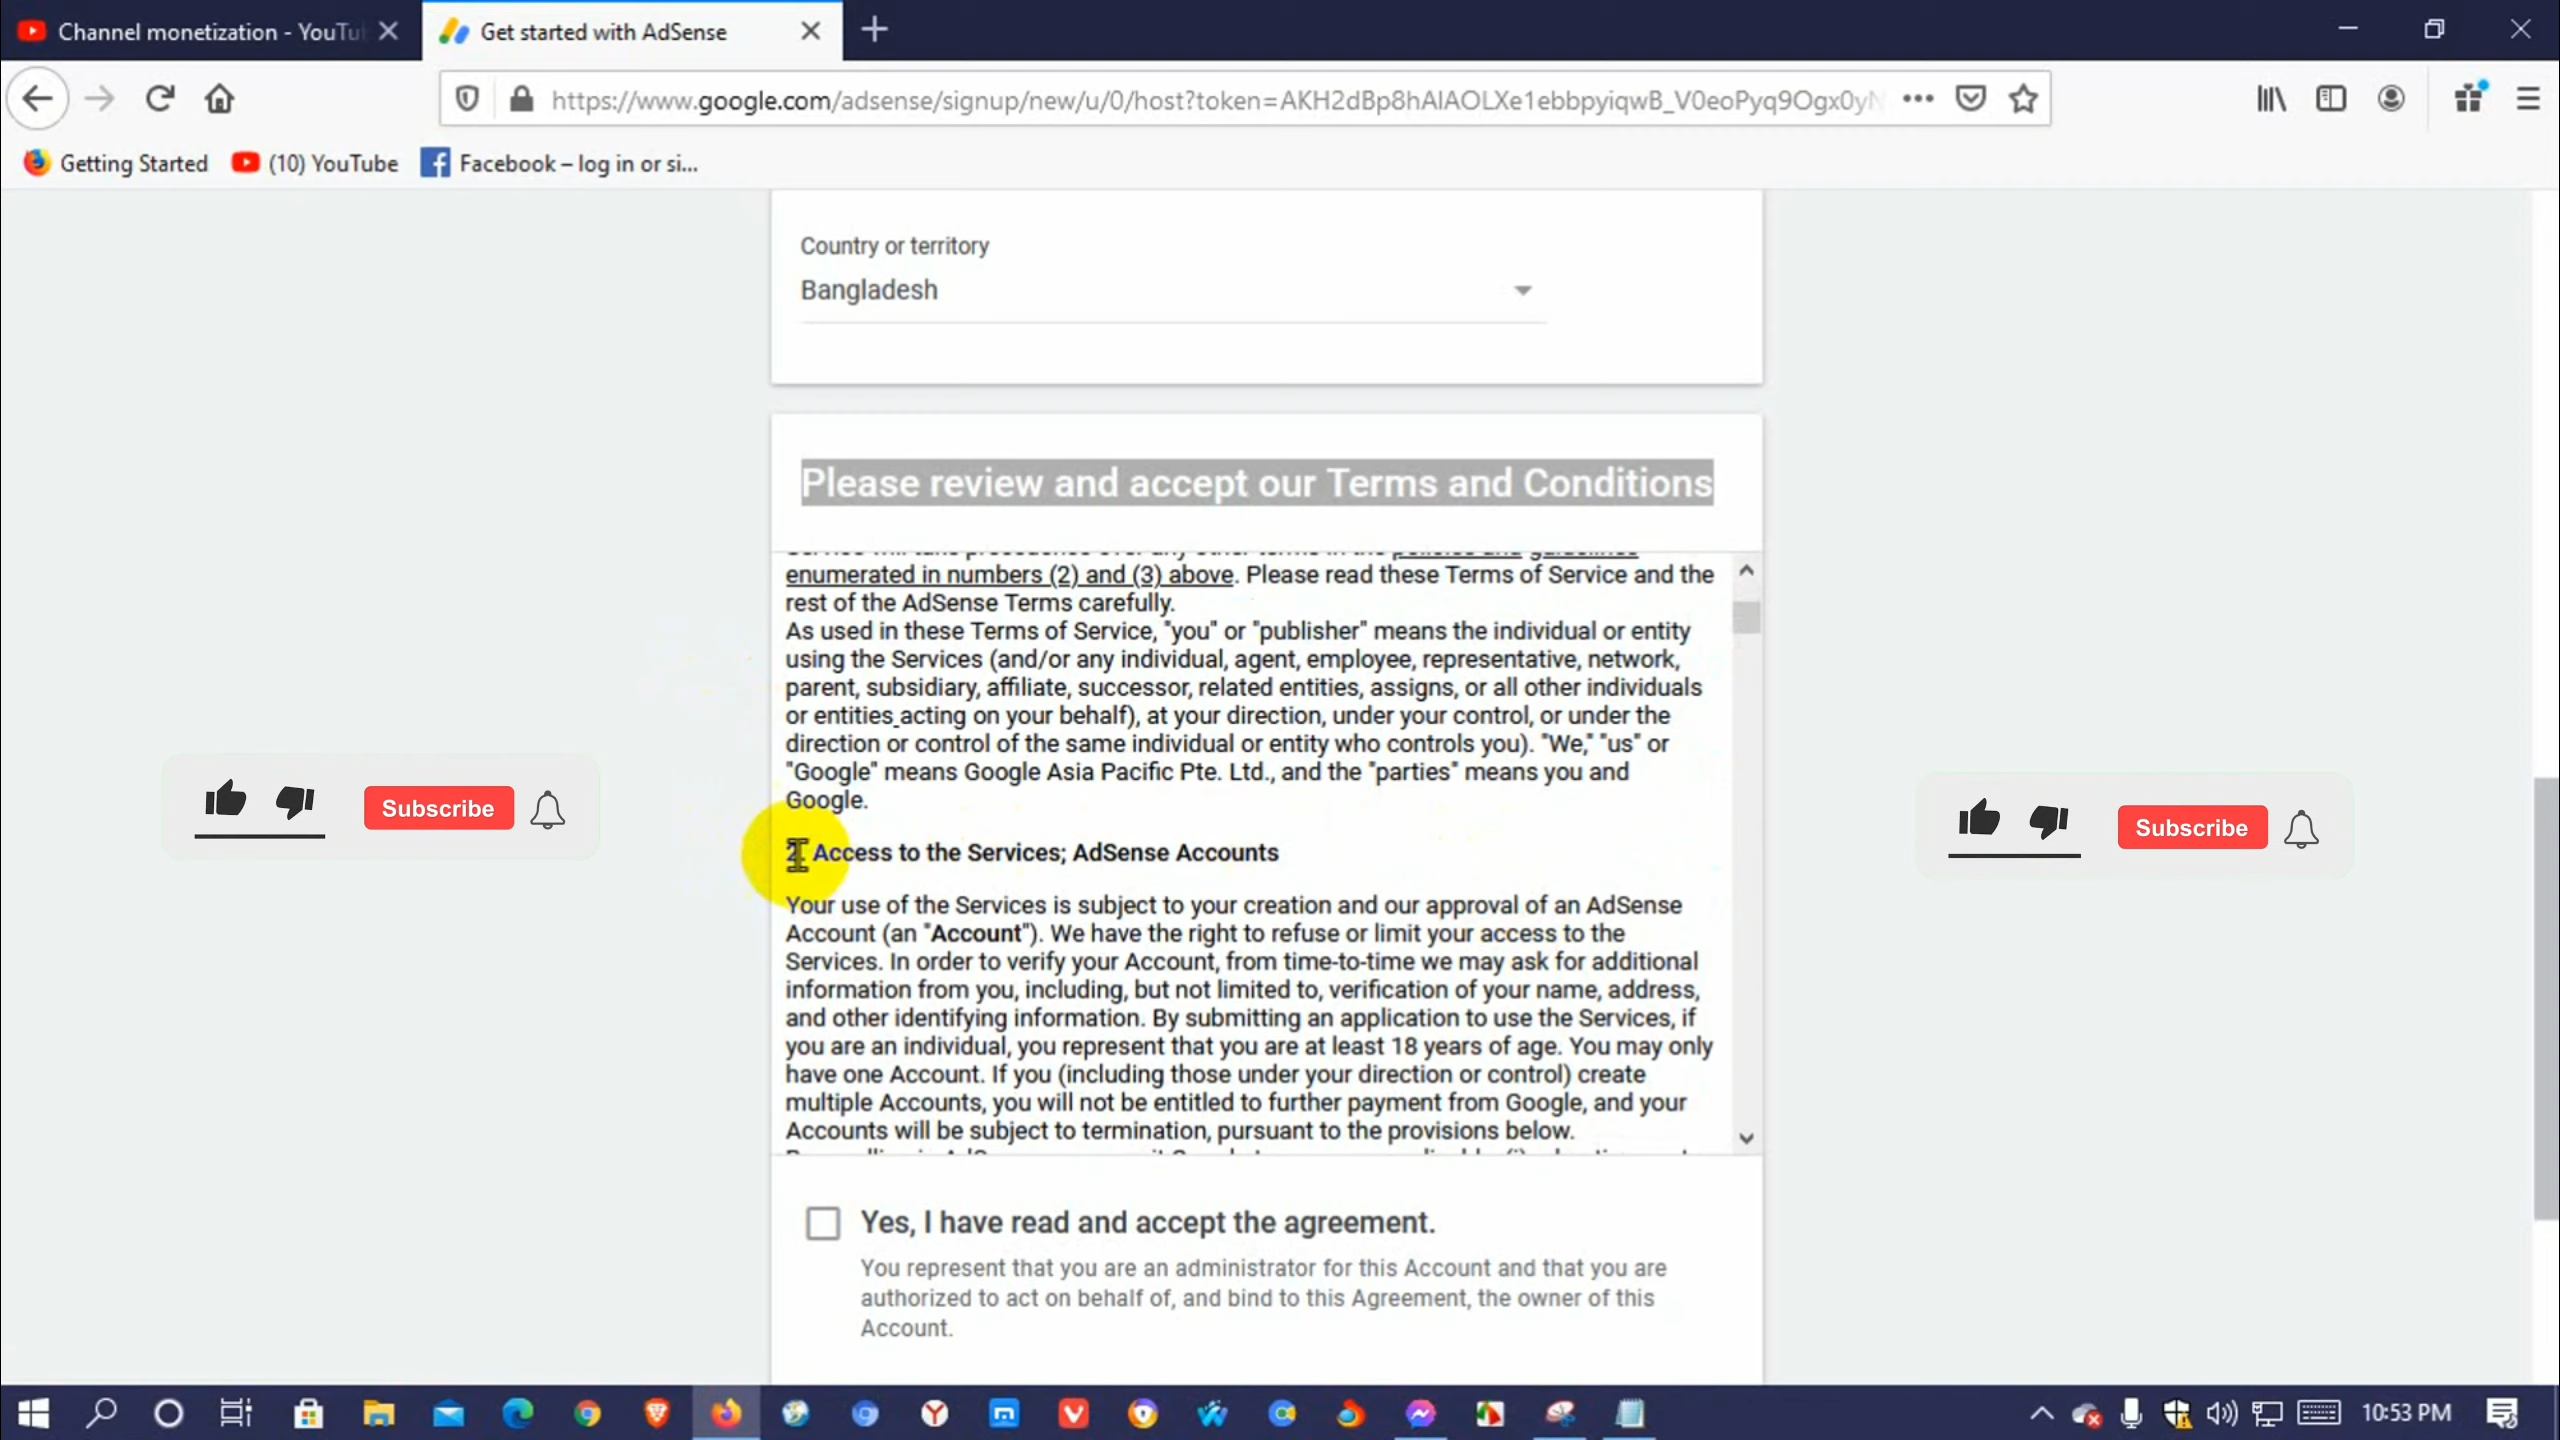 Channel monetization - YouTu
Get started with AdSense
https://www.google.com/adsense/signup/new/u/0/host?token=AKH2dBp8hAlAOLXe1ebbpyiqwB_V0eoPyq9Ogx0yN
Getting Started
(10) YouTube
Facebook – log in or si...
Country or territory
Bangladesh
Please review and accept our Terms and Conditions
enumerated in numbers (2) and (3) above. Please read these Terms of Service and the
rest of the AdSense Terms carefully.
As used in these Terms of Service, "you" or "publisher" means the individual or entity
using the Services (and/or any individual, agent, employee, representative, network,
parent, subsidiary, affiliate, successor, related entities, assigns, or all other individuals
or entities acting on your behalf), at your direction, under your control, or under the
direction or control of the same individual or entity who controls you). "We," "us" or
"Google" means Google Asia Pacific Pte. Ltd., and the "parties" means you and
Google.
Subscribe
Subscribe
2. Access to the Services; AdSense Accounts
Your use of the Services is subject to your creation and our approval of an AdSense
Account (an "Account"). We have the right to refuse or limit your access to the
Services. In order to verify your Account, from time-to-time we may ask for additional
information from you, including, but not limited to, verification of your name, address,
and other identifying information. By submitting an application to use the Services, if
you are an individual, you represent that you are at least 18 years of age. You may only
have one Account. If you (including those under your direction or control) create
multiple Accounts, you will not be entitled to further payment from Google, and your
Accounts will be subject to termination, pursuant to the provisions below.
Yes, I have read and accept the agreement.
You represent that you are an administrator for this Account and that you are
authorized to act on behalf of, and bind to this Agreement, the owner of this
Account.
10:53 PM